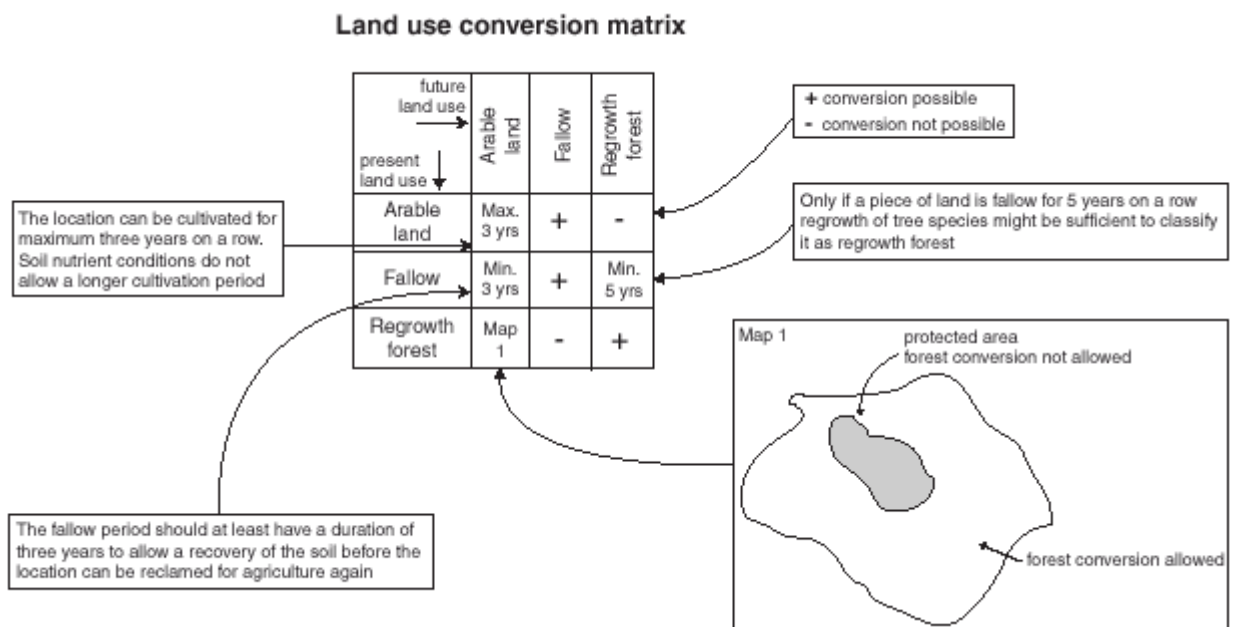 Land use conversion matrix
future
land use
present
land use
Arable
land
Fallow
Regrowth
forest
Arable
land
Max.
3 yrs
+
-
Fallow
Min.
3 yrs
+
Min.
5 yrs
Regrowth
forest
Map
1
-
+
+ conversion possible
- conversion not possible
The location can be cultivated for
maximum three years on a row.
Soil nutrient conditions do not
allow a longer cultivation period
Only if a piece of land is fallow for 5 years on a row
regrowth of tree species might be sufficient to classify
it as regrowth forest
Map 1
protected area
forest conversion not allowed
forest conversion allowed
The fallow period should at least have a duration of
three years to allow a recovery of the soil before the
location can be reclamed for agriculture again